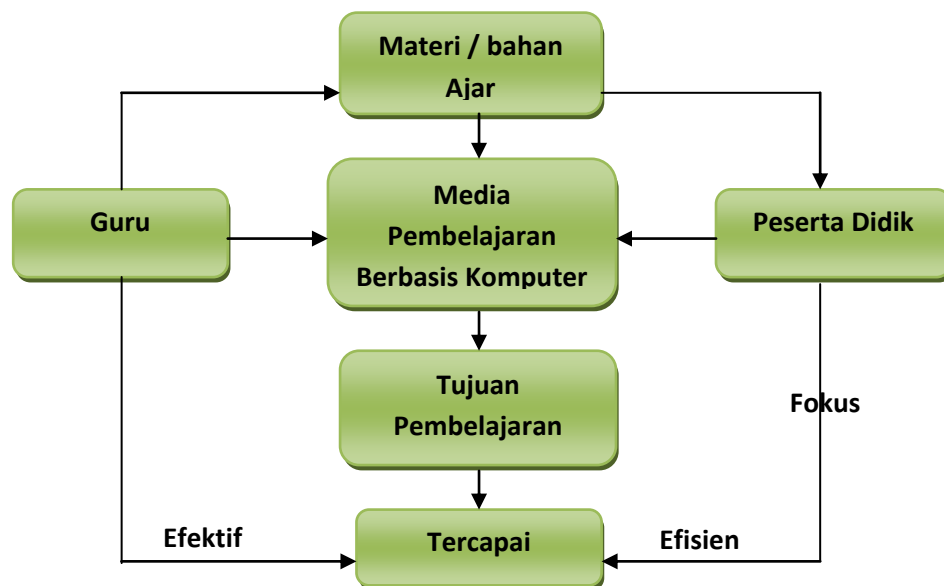 Materi / bahan
Ajar
Guru
Media
Pembelajaran
Berbasis Komputer
Peserta Didik
Tujuan
Pembelajaran
Fokus
Efektif
Tercapai
Efisien